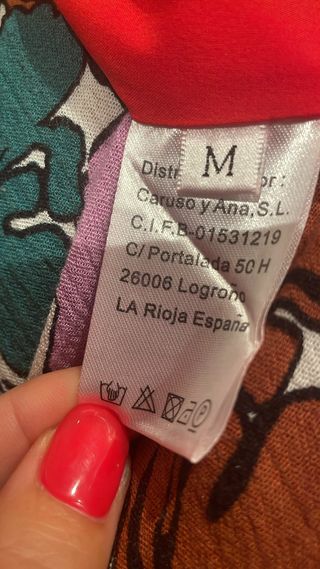 M
Caruso y Ana, S.L.
C.I.F.B-01531219
C/ Portalada 50 H
26006 Logroño
LA Rioja España